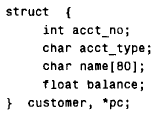 struct {
int acct_no;
char acct_type;
char name[80];
float balance;
} customer, *pc;